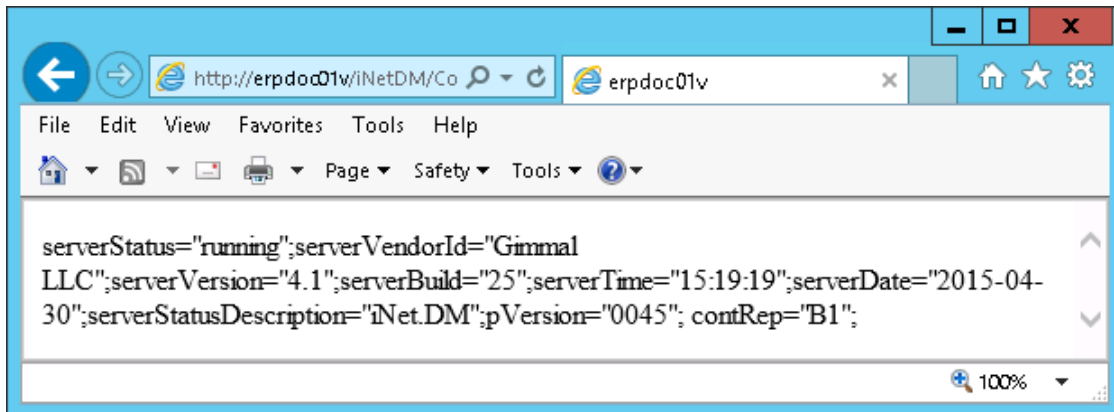 http://erpdoc01v/iNetDM/Co
erpdoc01v
File Edit View Favorites Tools Help
Page Safety Tools
serverStatus="running";serverVendorId="Gimmal
LLC";serverVersion="4.1";serverBuild="25";serverTime="15:19:19";serverDate="2015-04-
30";serverStatusDescription="iNet.DM";pVersion="0045"; contRep="B1";
100%